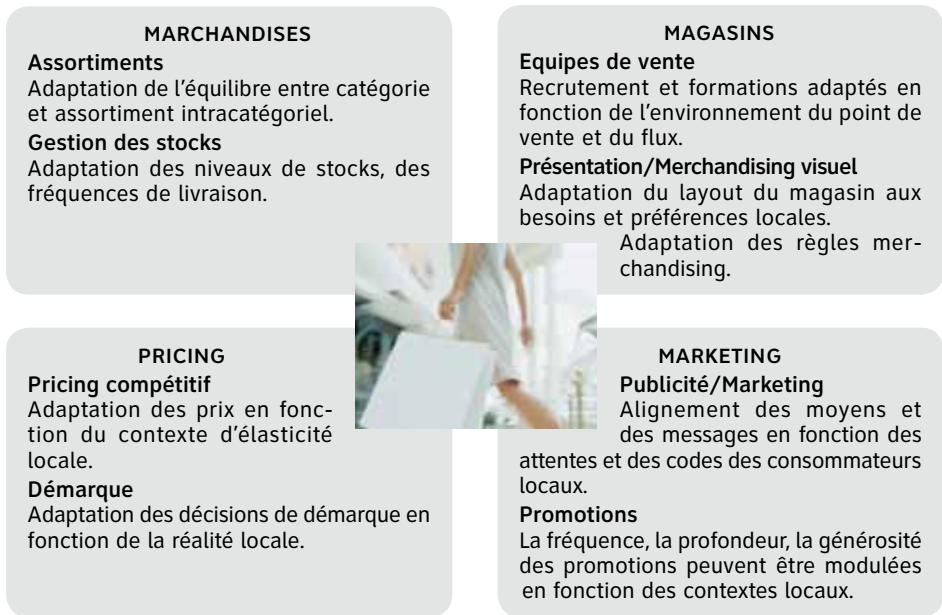 MARCHANDISES
Assortiments
Adaptation de l'équilibre entre catégorie
et assortiment intracatégoriel.
Gestion des stocks
Adaptation des niveaux de stocks, des
fréquences de livraison.
MAGASINS
Equipes de vente
Recrutement et formations adaptés en
fonction de l'environnement du point de
vente et du flux.
Présentation/Merchandising visuel
Adaptation du layout du magasin aux
besoins et préférences locales.
Adaptation des règles mer-
chandising.
PRICING
Pricing compétitif
Adaptation des prix en fonc-
tion du contexte d'élasticité
locale.
Démarque
Adaptation des décisions de démarque en
fonction de la réalité locale.
MARKETING
Publicité/Marketing
Alignement des moyens et
des messages en fonction des
attentes et des codes des consommateurs
locaux.
Promotions
La fréquence, la profondeur, la générosité
des promotions peuvent être modulées
en fonction des contextes locaux.